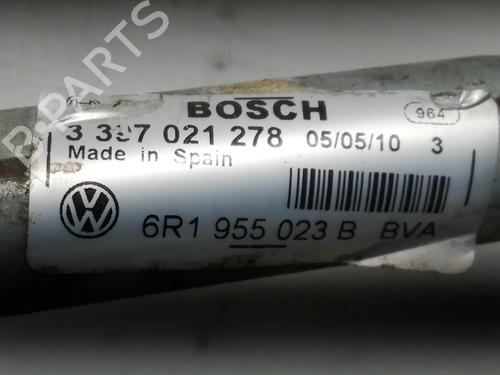 B.PARTS
BOSCH
964
3 397 021 278 05/05/10 3
Made in Spain
6R1 955 023 B BVA